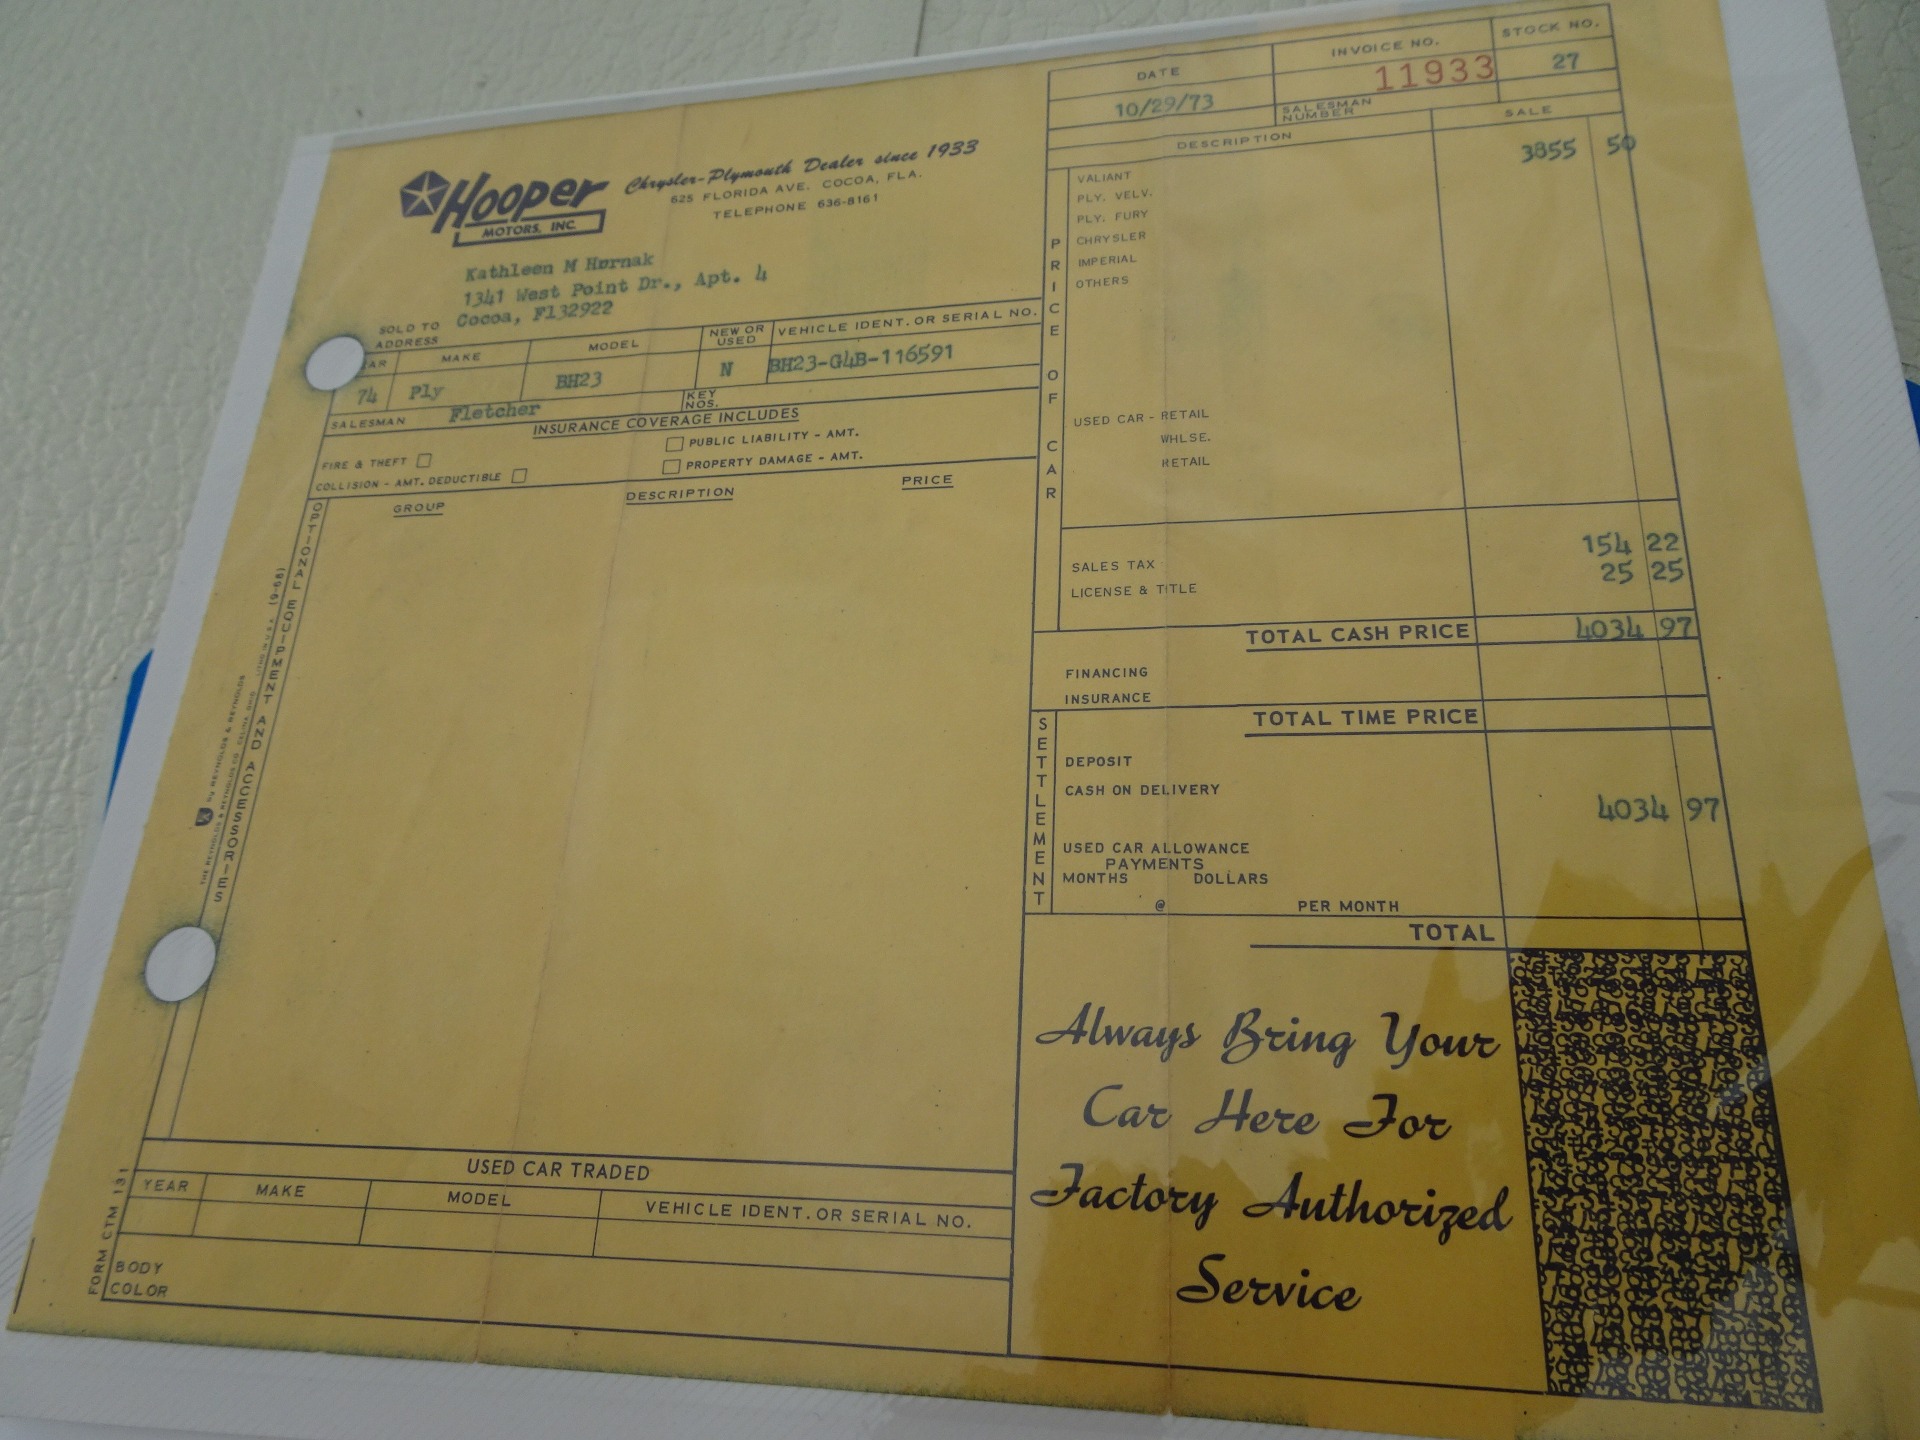 Hooper
MOTORS, INC.
Chrysler-Plymouth Dealer since 1933
625 FLORIDA AVE. COCOA, FLA.
TELEPHONE 636-8161
DATE
10/29/73
INVOICE NO.
11933
STOCK NO.
27
SALESMAN NUMBER
Kathleen M Hornak
1341 West Point Dr., Apt. 4
Cocoa, Fl32922
SOLD TO
ADDRESS
MAKE MODEL NEW OR USED VEHICLE IDENT. OR SERIAL NO.
74 Ply BH23 N BH23-G4B-116591
SALESMAN Fletcher KEY NOS.
INSURANCE COVERAGE INCLUDES
FIRE & THEFT PUBLIC LIABILITY - AMT.
COLLISION - AMT. DEDUCTIBLE PROPERTY DAMAGE - AMT.
OPTIONAL EQUIPMENT AND ACCESSORIES
GROUP DESCRIPTION PRICE
USED CAR TRADED
YEAR MAKE MODEL VEHICLE IDENT. OR SERIAL NO.
BODY
COLOR
FORM CTM 131
(9-68)
BY REYNOLDS & REYNOLDS
DESCRIPTION SALE
PRICE OF CAR
3855 50
VALIANT
PLY. VELV.
PLY. FURY
CHRYSLER
IMPERIAL
OTHERS
USED CAR - RETAIL
WHLSE.
RETAIL
SALES TAX 154 22
LICENSE & TITLE 25 25
TOTAL CASH PRICE 4034 97
FINANCING
INSURANCE
TOTAL TIME PRICE
SETTLEMENT
DEPOSIT
CASH ON DELIVERY 4034 97
USED CAR ALLOWANCE
PAYMENTS
MONTHS DOLLARS
@ PER MONTH
TOTAL
Always Bring Your
Car Here For
Factory Authorized
Service